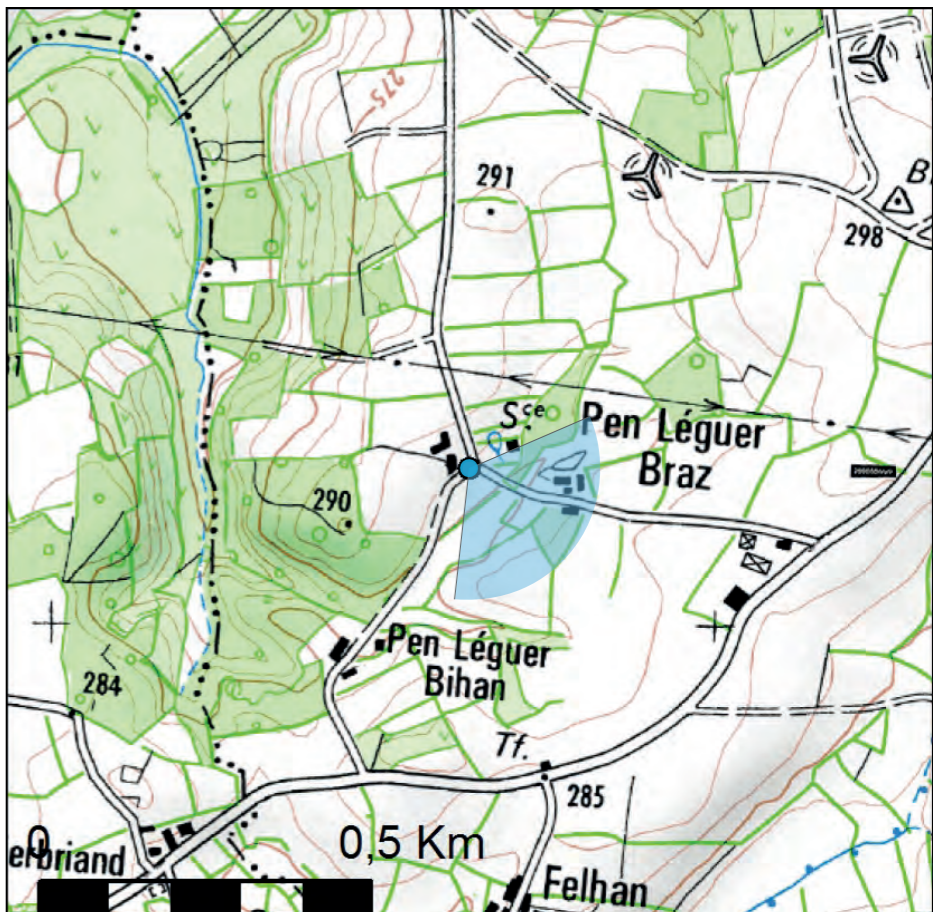 275
291
B
298
S.ce
Pen Léguer
Braz
290
Pen Léguer
Bihan
284
Tf.
285
0
0,5 Km
erbriand
Felhan